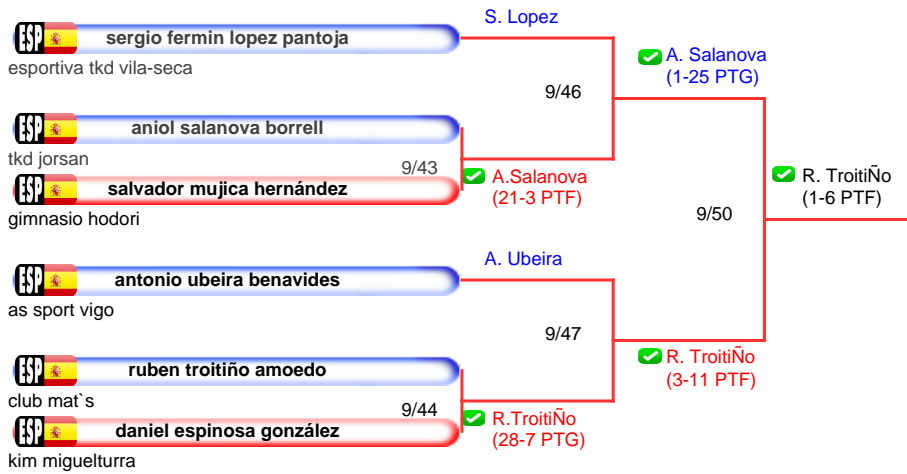 S. Lopez
ESP sergio fermin lopez pantoja
esportiva tkd vila-seca
A. Salanova
(1-25 PTG)
9/46
ESP aniol salanova borrell
tkd jorsan
9/43
A.Salanova
(21-3 PTF)
ESP salvador mujica hernández
gimnasio hodori
R. TroitiÑo
(1-6 PTF)
9/50
A. Ubeira
ESP antonio ubeira benavides
as sport vigo
9/47
R. TroitiÑo
(3-11 PTF)
ESP ruben troitiño amoedo
club mat`s
9/44
R.TroitiÑo
(28-7 PTG)
ESP daniel espinosa gonzález
kim miguelturra